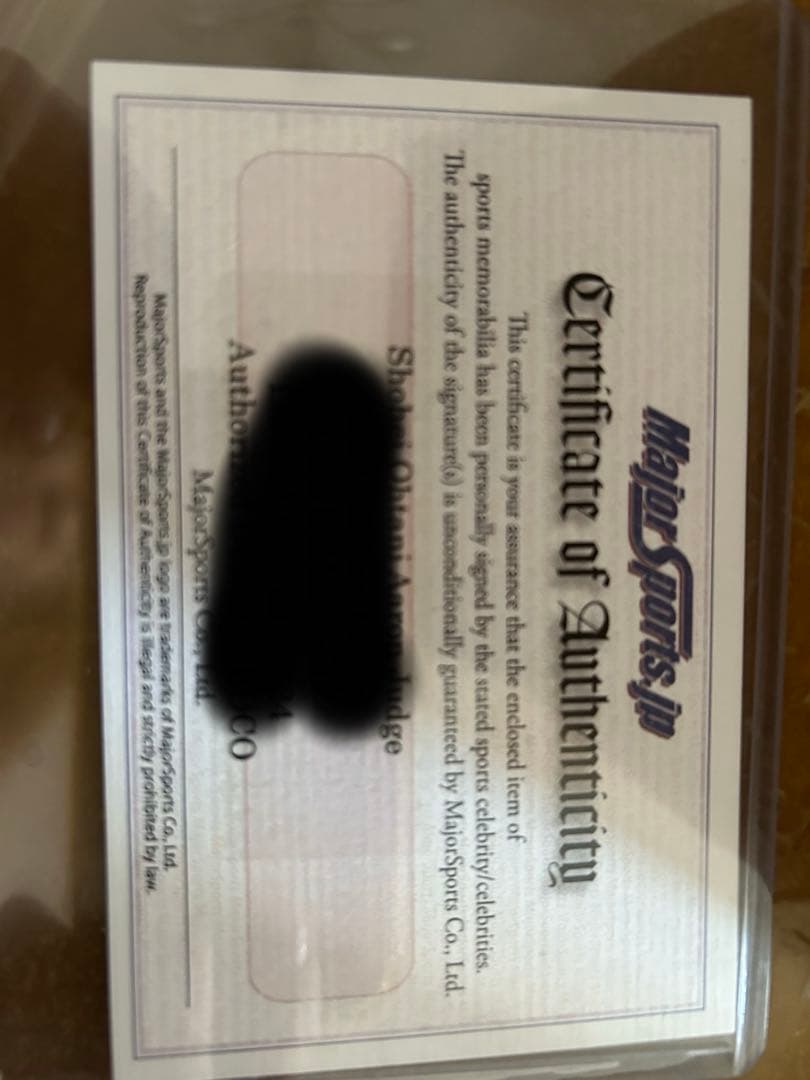 MajorSports.jp
Certificate of Authenticity
This certificate is your assurance that the enclosed item of
sports memorabilia has been personally signed by the stated sports celebrity/celebrities.
The authenticity of the signature(s) is unconditionally guaranteed by MajorSports Co., Ltd.
Shohei Ohtani Aaron Judge
CO
MajorSports Co., Ltd.
MajorSports and the MajorSports.jp logo are trademarks of MajorSports Co., Ltd.
Reproduction of this Certificate of Authenticity is illegal and strictly prohibited by law.